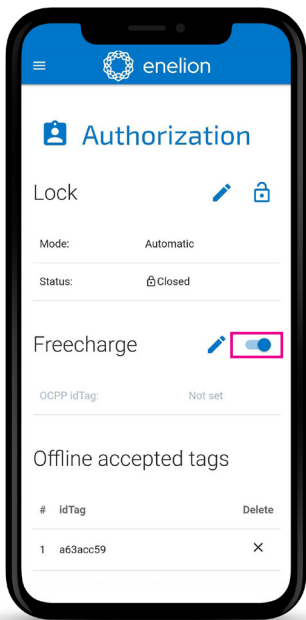 enelion
Authorization
Lock
Mode: Automatic
Status: Closed
Freecharge
OCPP idTag: Not set
Offline accepted tags
# idTag Delete
1 a63acc59